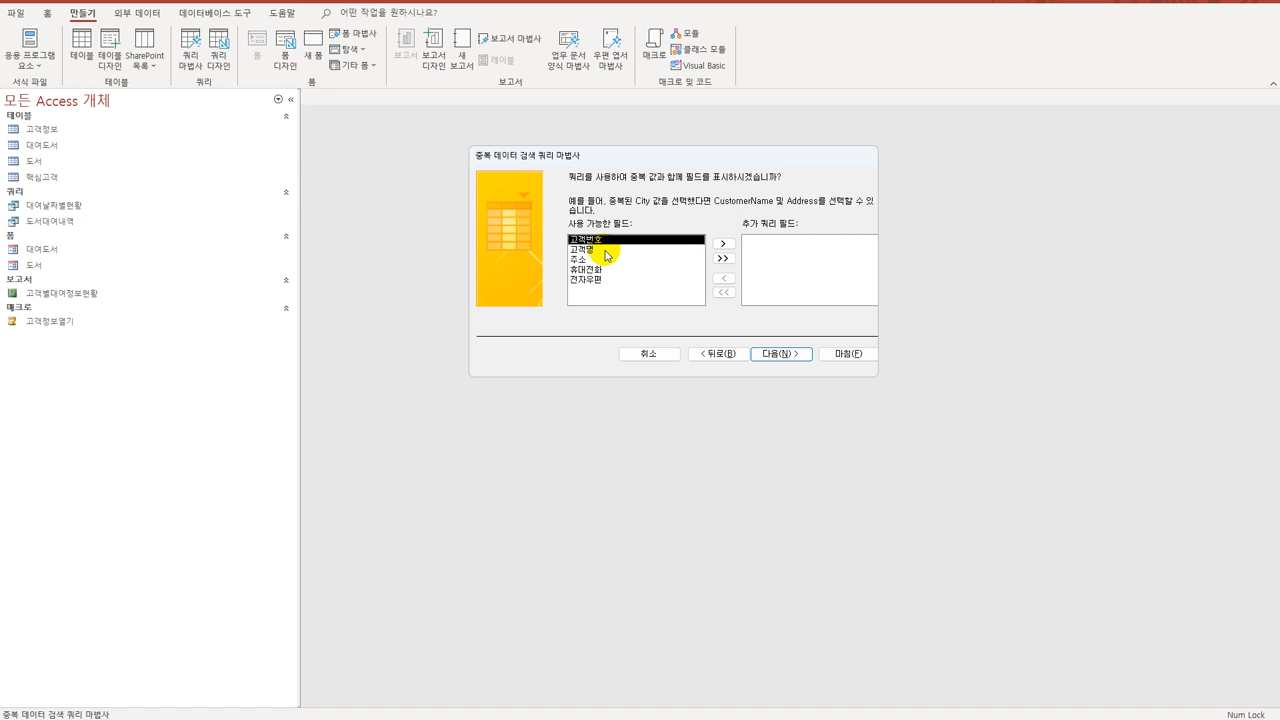 파일 홈 만들기 외부 데이터 데이터베이스 도구 도움말 어떤 작업을 원하시나요?
응용 프로그램 요소
테이블
테이블 디자인
SharePoint 목록
쿼리 마법사
쿼리 디자인
폼
폼 디자인
새 폼
폼 마법사
탐색
기타 폼
보고서
보고서 디자인
새 보고서
보고서 마법사
레이블
업무 문서 양식 마법사
우편 엽서 마법사
매크로
모듈
클래스 모듈
Visual Basic
서식 파일 테이블 쿼리 폼 보고서 매크로 및 코드
모든 Access 개체
테이블
고객정보
대여도서
도서
핵심고객
쿼리
대여날짜별현황
도서대여내역
폼
대여도서
도서
보고서
고객별대여정보현황
매크로
고객정보열기
중복 데이터 검색 쿼리 마법사
쿼리를 사용하여 중복 값과 함께 필드를 표시하시겠습니까?
예를 들어, 중복된 City 값을 선택했다면 CustomerName 및 Address를 선택할 수 있
습니다.
사용 가능한 필드: 추가 쿼리 필드:
고객번호
고객명
주소
휴대전화
전자우편
>
>>
<
<<
취소 < 뒤로(B) 다음(N) > 마침(F)
중복 데이터 검색 쿼리 마법사 Num Lock